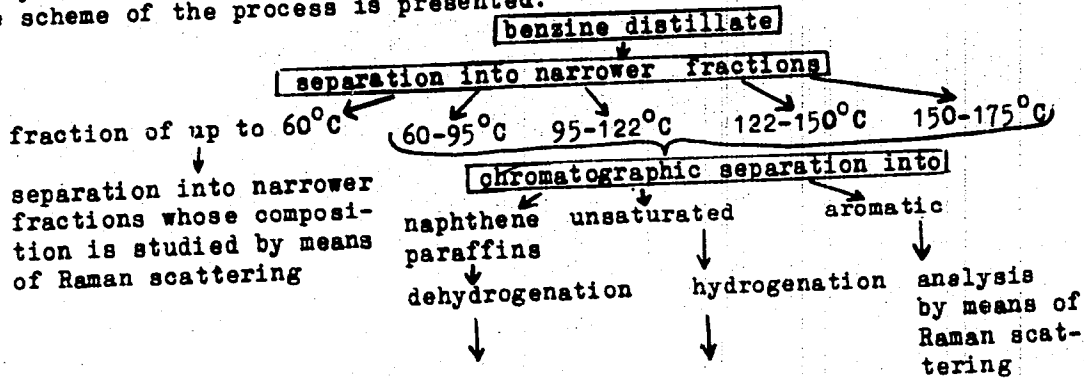 e scheme of the process is presented.
benzine distillate
separation into narrower fractions
fraction of up to 60°C
60-95°C 95-122°C 122-150°C 150-175°C
separation into narrower
fractions whose composi-
tion is studied by means
of Raman scattering
chromatographic separation into
naphthene
paraffins
unsaturated
aromatic
dehydrogenation
hydrogenation
analysis
by means of
Raman scat-
tering